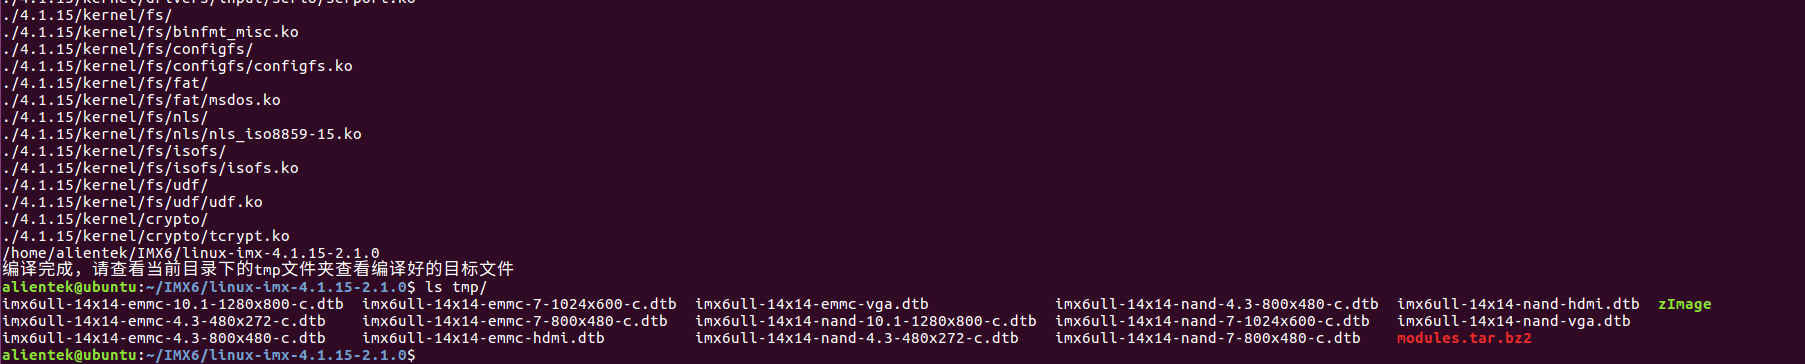 ./4.1.15/kernel/drivers/input/serio/serport.ko
./4.1.15/kernel/fs/
./4.1.15/kernel/fs/binfmt_misc.ko
./4.1.15/kernel/fs/configfs/
./4.1.15/kernel/fs/configfs/configfs.ko
./4.1.15/kernel/fs/fat/
./4.1.15/kernel/fs/fat/msdos.ko
./4.1.15/kernel/fs/nls/
./4.1.15/kernel/fs/nls/nls_iso8859-15.ko
./4.1.15/kernel/fs/isofs/
./4.1.15/kernel/fs/isofs/isofs.ko
./4.1.15/kernel/fs/udf/
./4.1.15/kernel/fs/udf/udf.ko
./4.1.15/kernel/crypto/
./4.1.15/kernel/crypto/tcrypt.ko
/home/alientek/IMX6/linux-imx-4.1.15-2.1.0
编译完成，请查看当前目录下的tmp文件夹查看编译好的目标文件
alientek@ubuntu:~/IMX6/linux-imx-4.1.15-2.1.0$ ls tmp/
imx6ull-14x14-emmc-10.1-1280x800-c.dtb imx6ull-14x14-emmc-7-1024x600-c.dtb imx6ull-14x14-emmc-vga.dtb imx6ull-14x14-nand-4.3-800x480-c.dtb imx6ull-14x14-nand-hdmi.dtb zImage
imx6ull-14x14-emmc-4.3-480x272-c.dtb imx6ull-14x14-emmc-7-800x480-c.dtb imx6ull-14x14-nand-10.1-1280x800-c.dtb imx6ull-14x14-nand-7-1024x600-c.dtb imx6ull-14x14-nand-vga.dtb
imx6ull-14x14-emmc-4.3-800x480-c.dtb imx6ull-14x14-emmc-hdmi.dtb imx6ull-14x14-nand-4.3-480x272-c.dtb imx6ull-14x14-nand-7-800x480-c.dtb modules.tar.bz2
alientek@ubuntu:~/IMX6/linux-imx-4.1.15-2.1.0$